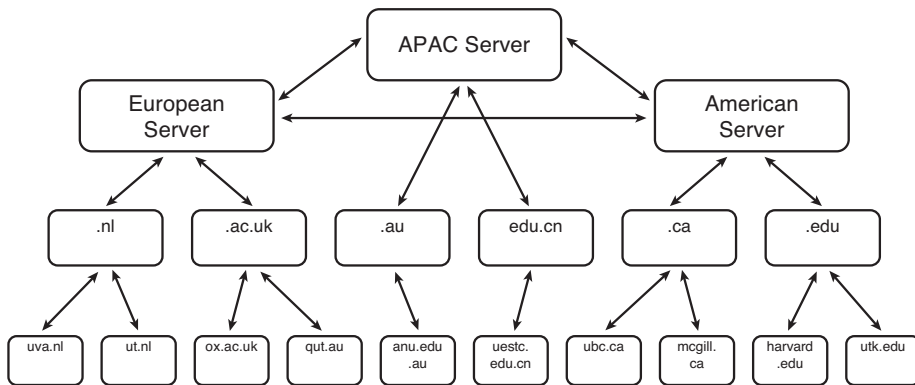 APAC Server
European
Server
American
Server
.nl
.ac.uk
.au
edu.cn
.ca
.edu
uva.nl
ut.nl
ox.ac.uk
qut.au
anu.edu
.au
uestc.
edu.cn
ubc.ca
mcgill.
ca
harvard
.edu
utk.edu